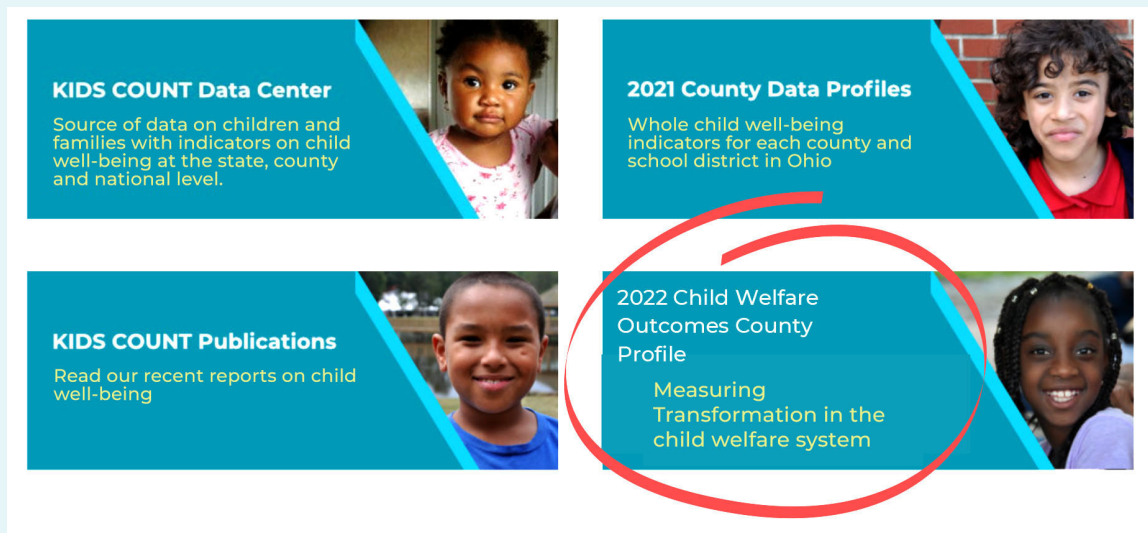 KIDS COUNT Data Center
Source of data on children and
families with indicators on child
well-being at the state, county
and national level.
2021 County Data Profiles
Whole child well-being
indicators for each county and
school district in Ohio
KIDS COUNT Publications
Read our recent reports on child
well-being
2022 Child Welfare
Outcomes County
Profile
Measuring
Transformation in the
child welfare system